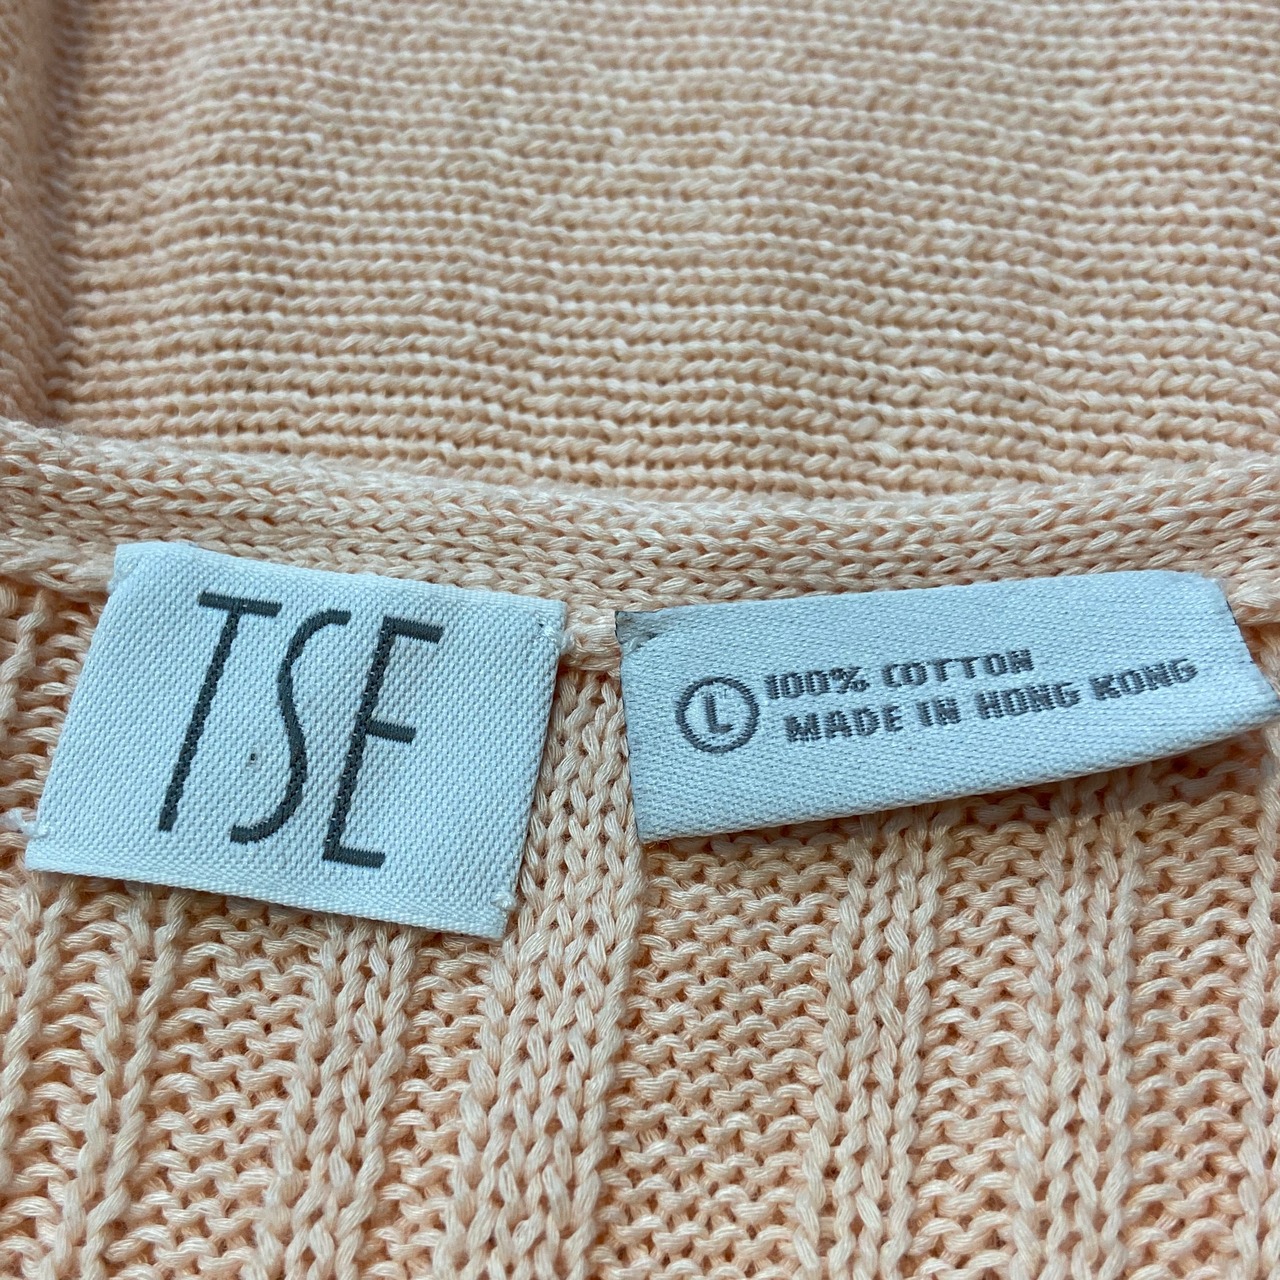 TSE
L 100% COTTON
MADE IN HONG KONG